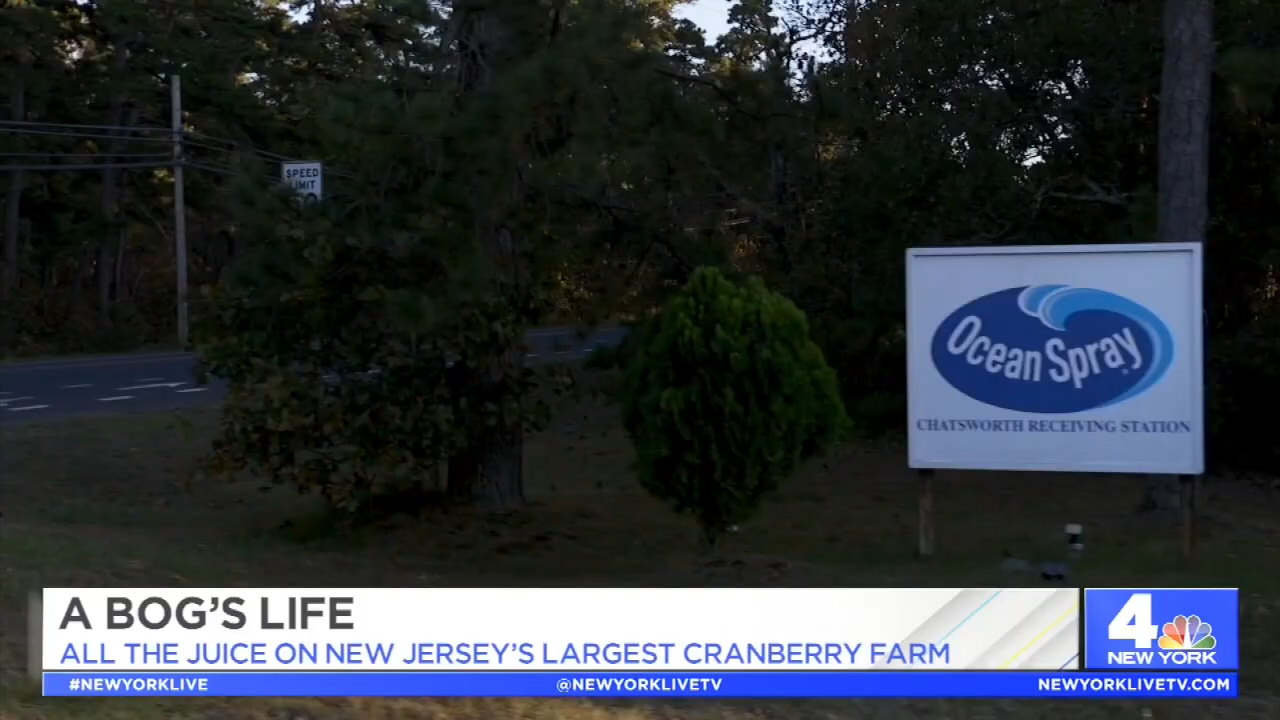 SPEED
LIMIT
Ocean Spray
CHATSWORTH RECEIVING STATION
A BOG'S LIFE
ALL THE JUICE ON NEW JERSEY'S LARGEST CRANBERRY FARM
4
NEW YORK
#NEWYORKLIVE
@NEWYORKLIVETV
NEWYORKLIVETV.COM